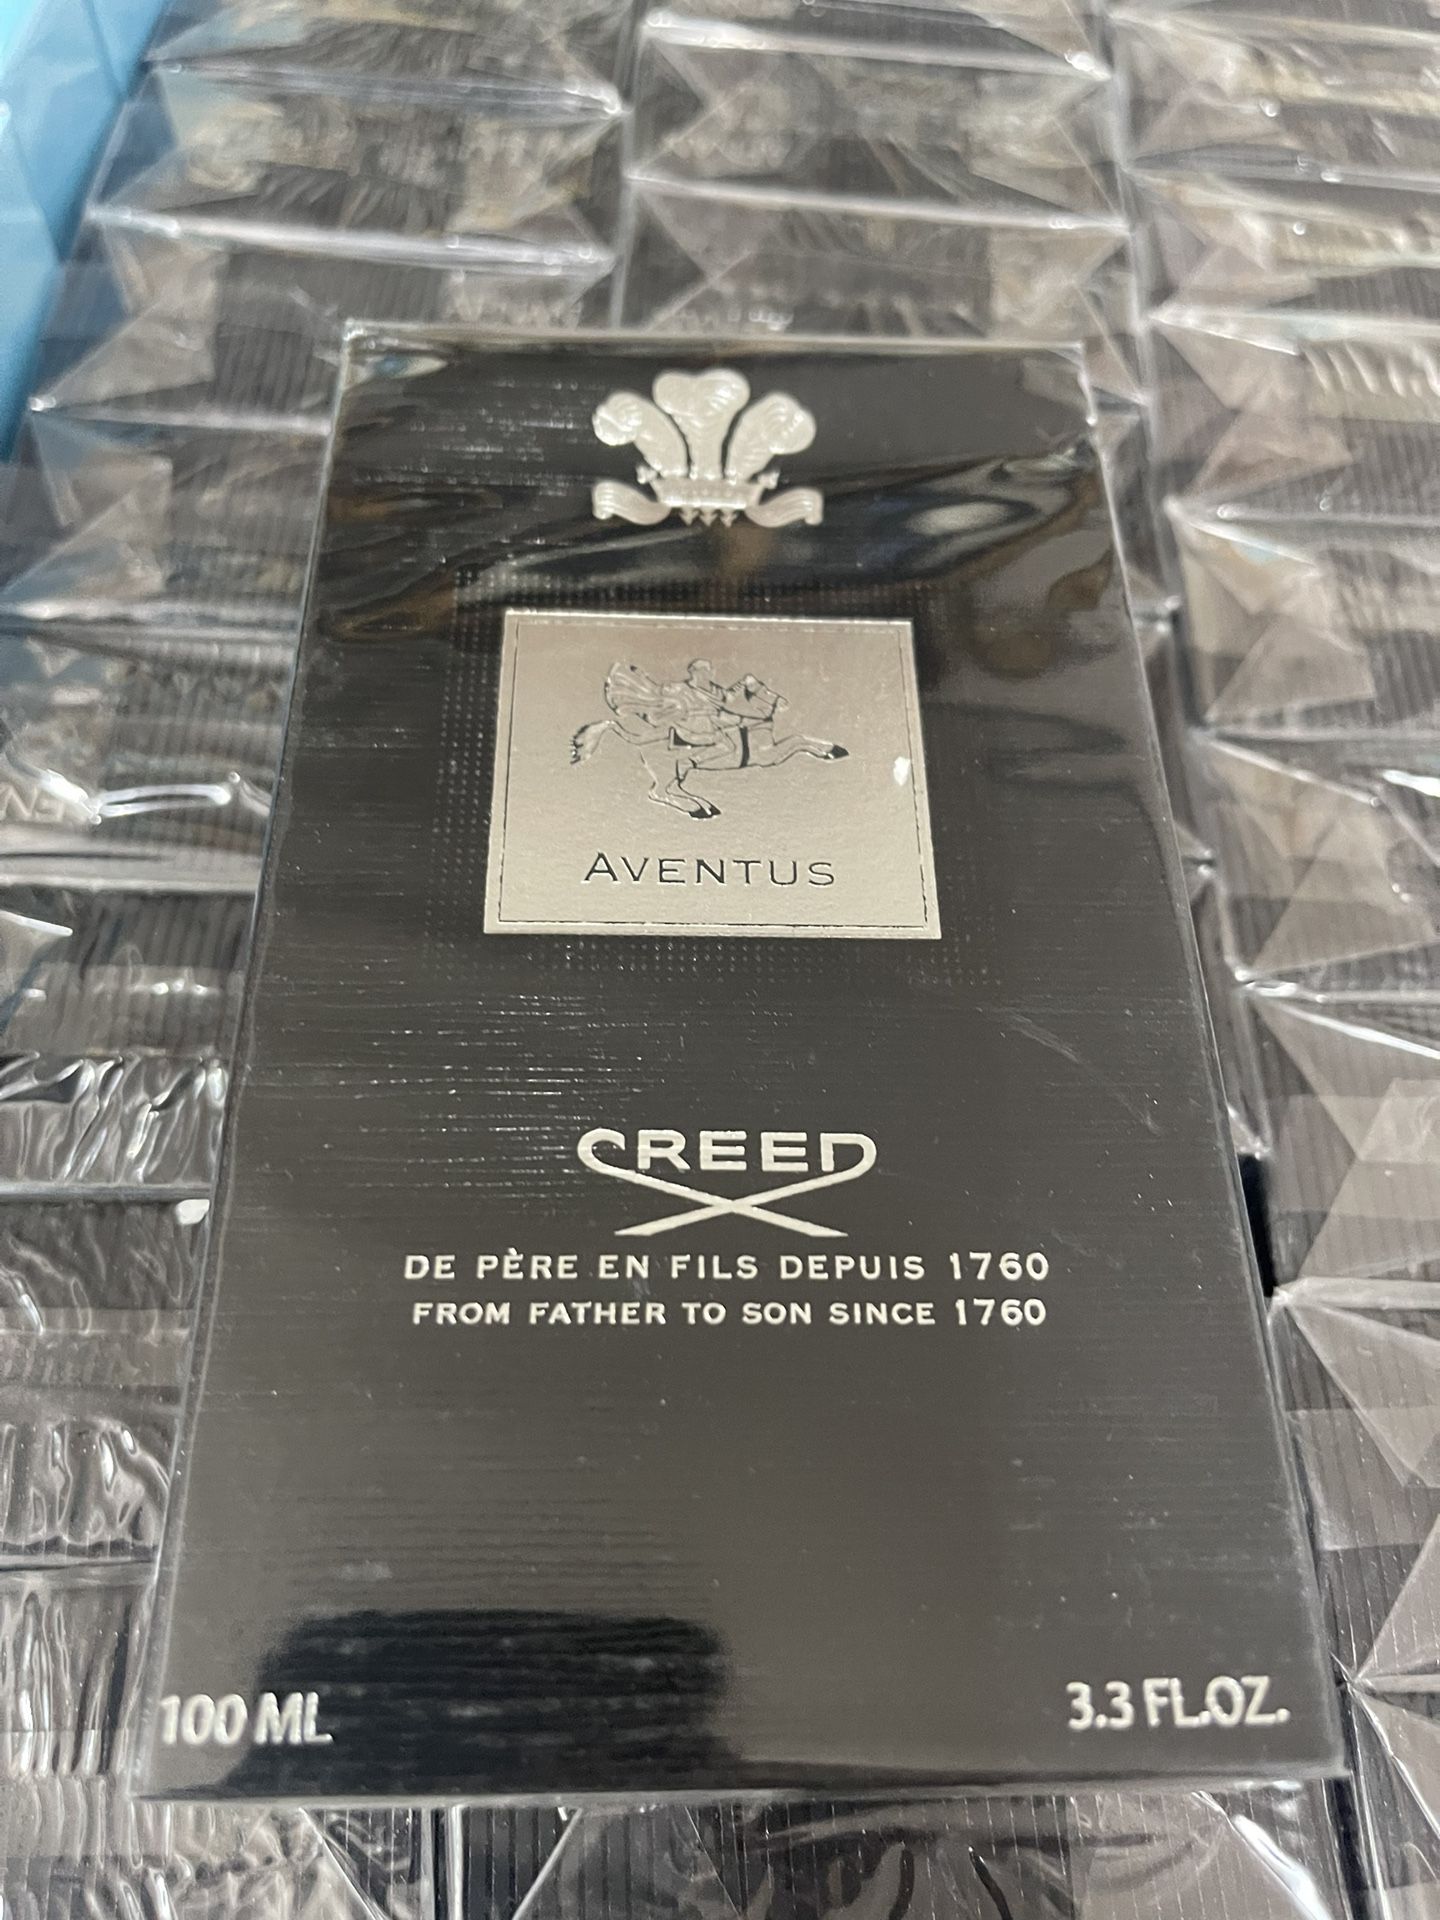 AVENTUS
CREED
DE PÈRE EN FILS DEPUIS 1760
FROM FATHER TO SON SINCE 1760
100 ML
3.3 FL.OZ.